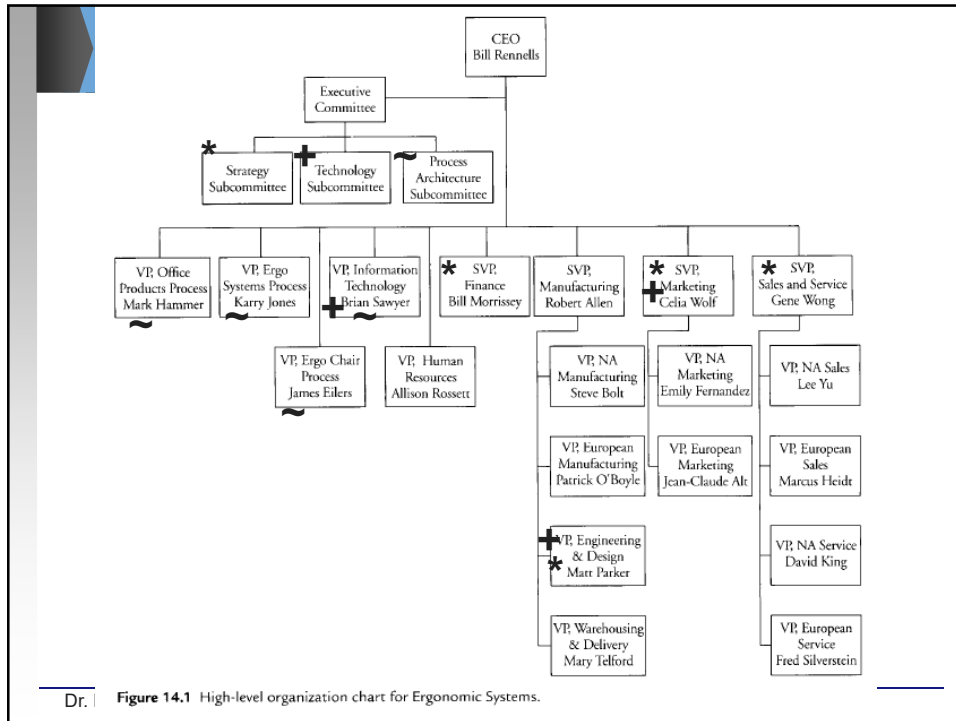 CEO
Bill Rennells
Executive
Committee
*
Strategy
Subcommittee
+
Technology
Subcommittee
~
Process
Architecture
Subcommittee
VP, Office
Products Process
Mark Hammer
~
VP, Ergo
Systems Process
Karry Jones
~
VP, Information
Technology
+ Brian Sawyer
~
* SVP,
Finance
Bill Morrissey
SVP,
Manufacturing
Robert Allen
* SVP,
+ Marketing
Celia Wolf
* SVP,
Sales and Service
Gene Wong
VP, Ergo Chair
Process
James Eilers
~
VP, Human
Resources
Allison Rossett
VP, NA
Manufacturing
Steve Bolt
VP, NA
Marketing
Emily Fernandez
VP, NA Sales
Lee Yu
VP, European
Manufacturing
Patrick O'Boyle
VP, European
Marketing
Jean-Claude Alt
VP, European
Sales
Marcus Heidt
+ VP, Engineering
& Design
* Matt Parker
VP, NA Service
David King
VP, Warehousing
& Delivery
Mary Telford
VP, European
Service
Fred Silverstein
Dr.
Figure 14.1 High-level organization chart for Ergonomic Systems.